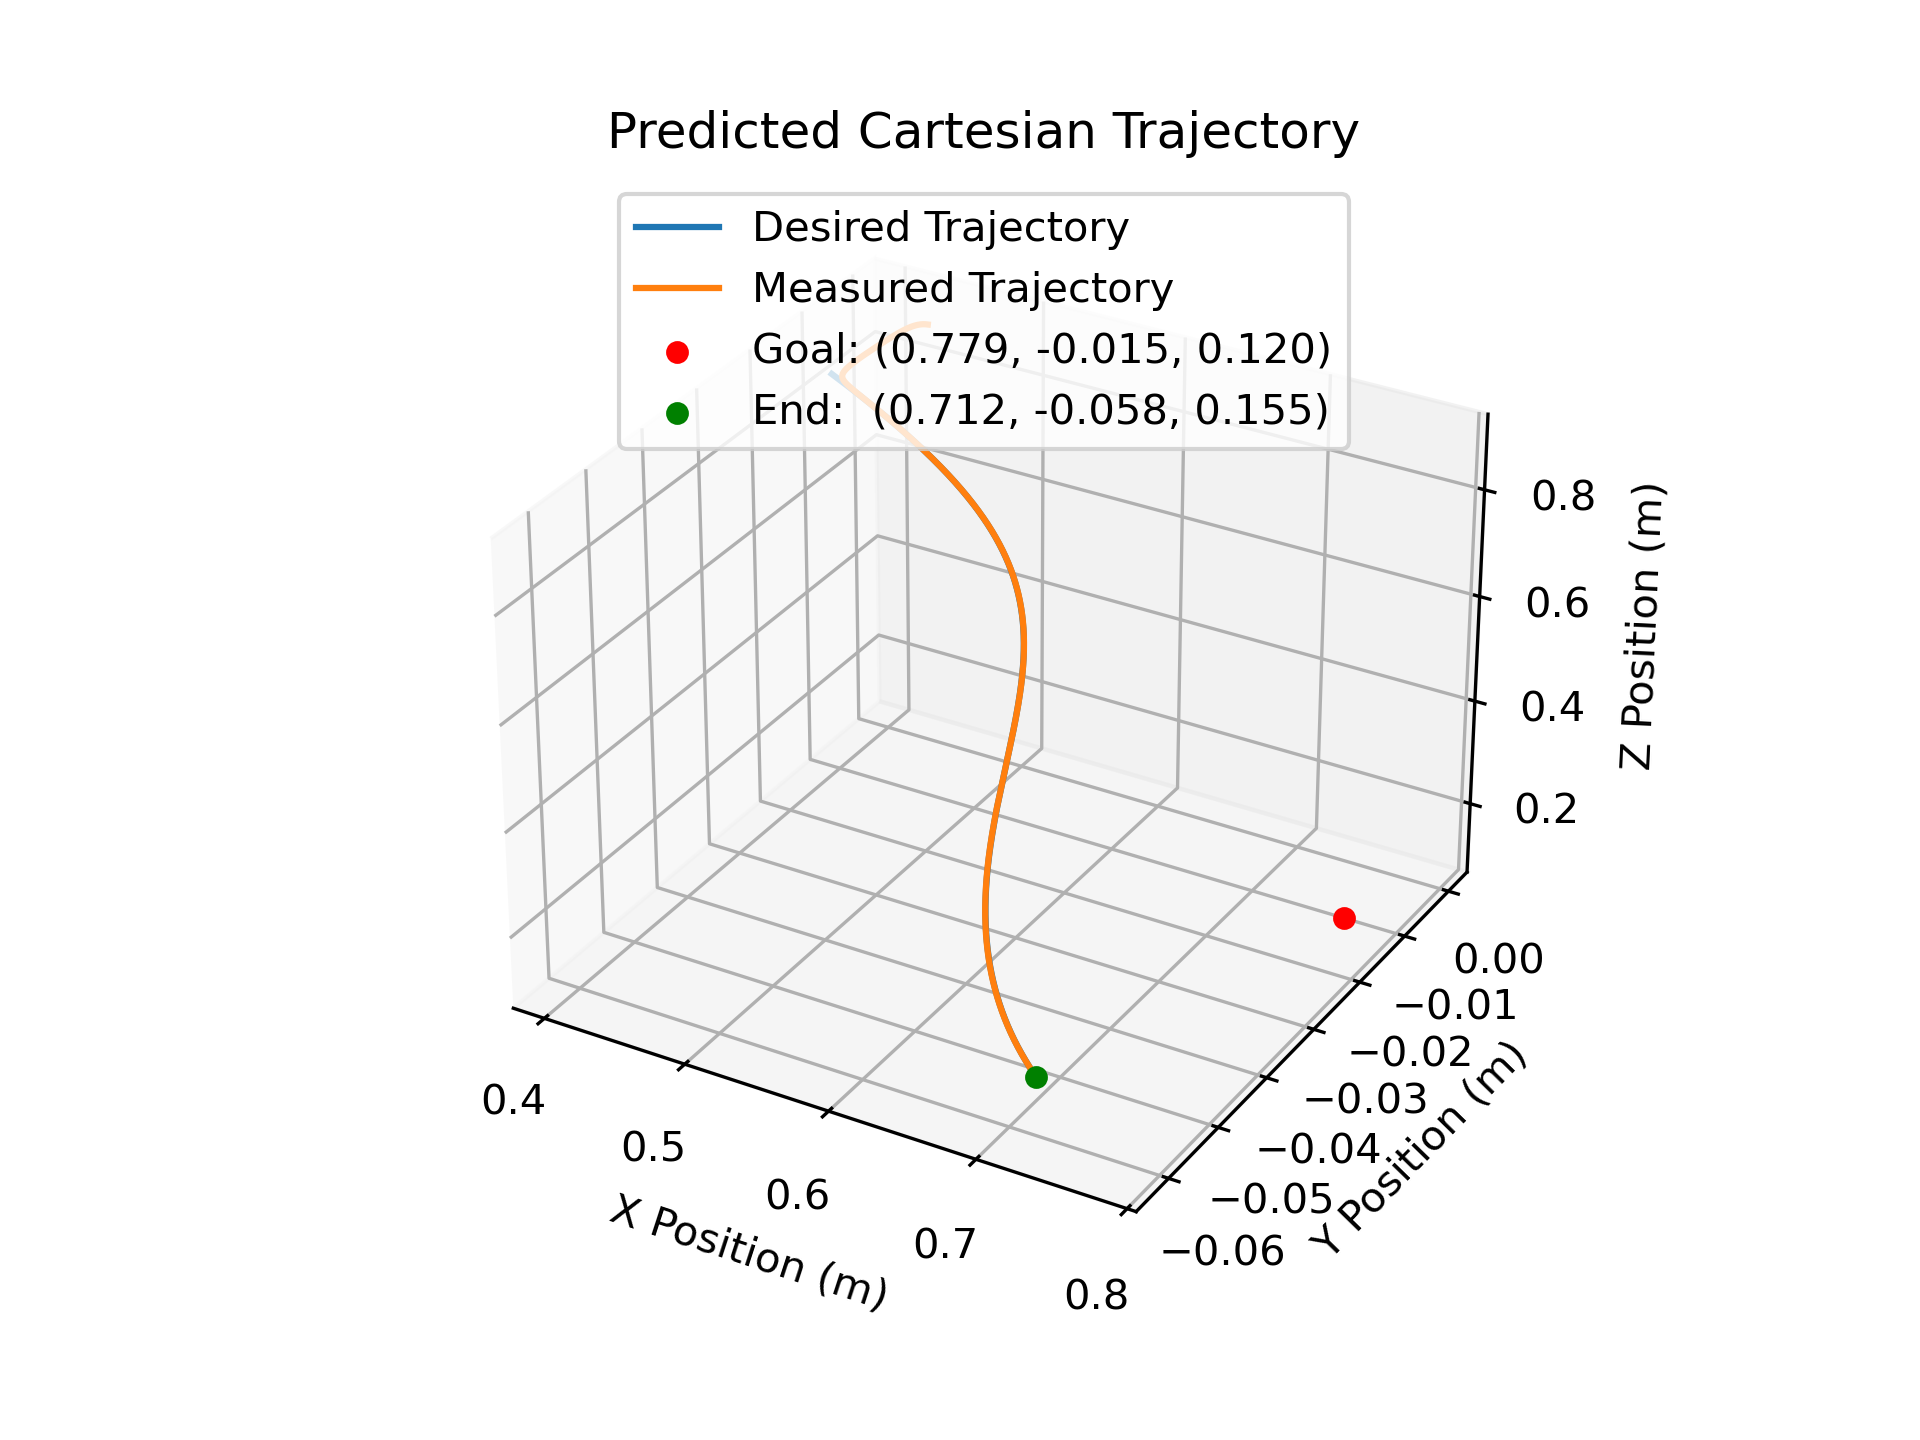 Predicted Cartesian Trajectory
Desired Trajectory
Measured Trajectory
Goal: (0.779, -0.015, 0.120)
End: (0.712, -0.058, 0.155)
0.8
0.6
0.4
0.2
Z Position (m)
0.00
−0.01
−0.02
−0.03
−0.04
−0.05
−0.06
Y Position (m)
0.4
0.5
0.6
0.7
0.8
X Position (m)